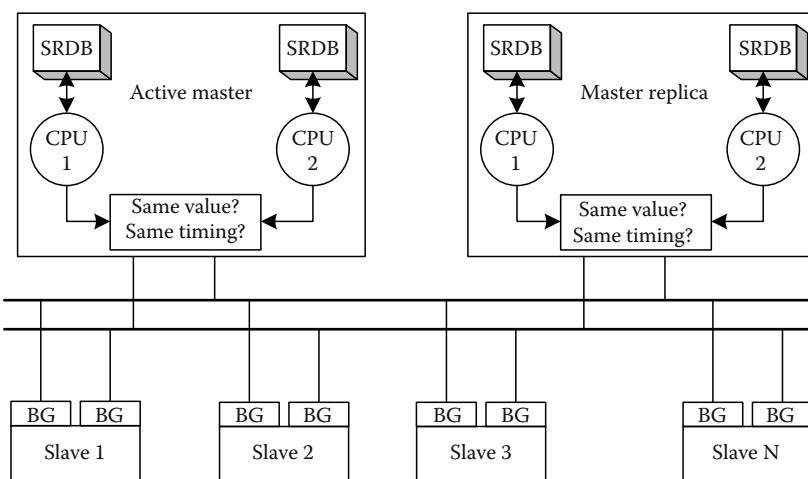 SRDB
SRDB
Active master
CPU
1
CPU
2
Same value?
Same timing?
SRDB
SRDB
Master replica
CPU
1
CPU
2
Same value?
Same timing?
BG
BG
Slave 1
BG
BG
Slave 2
BG
BG
Slave 3
BG
BG
Slave N